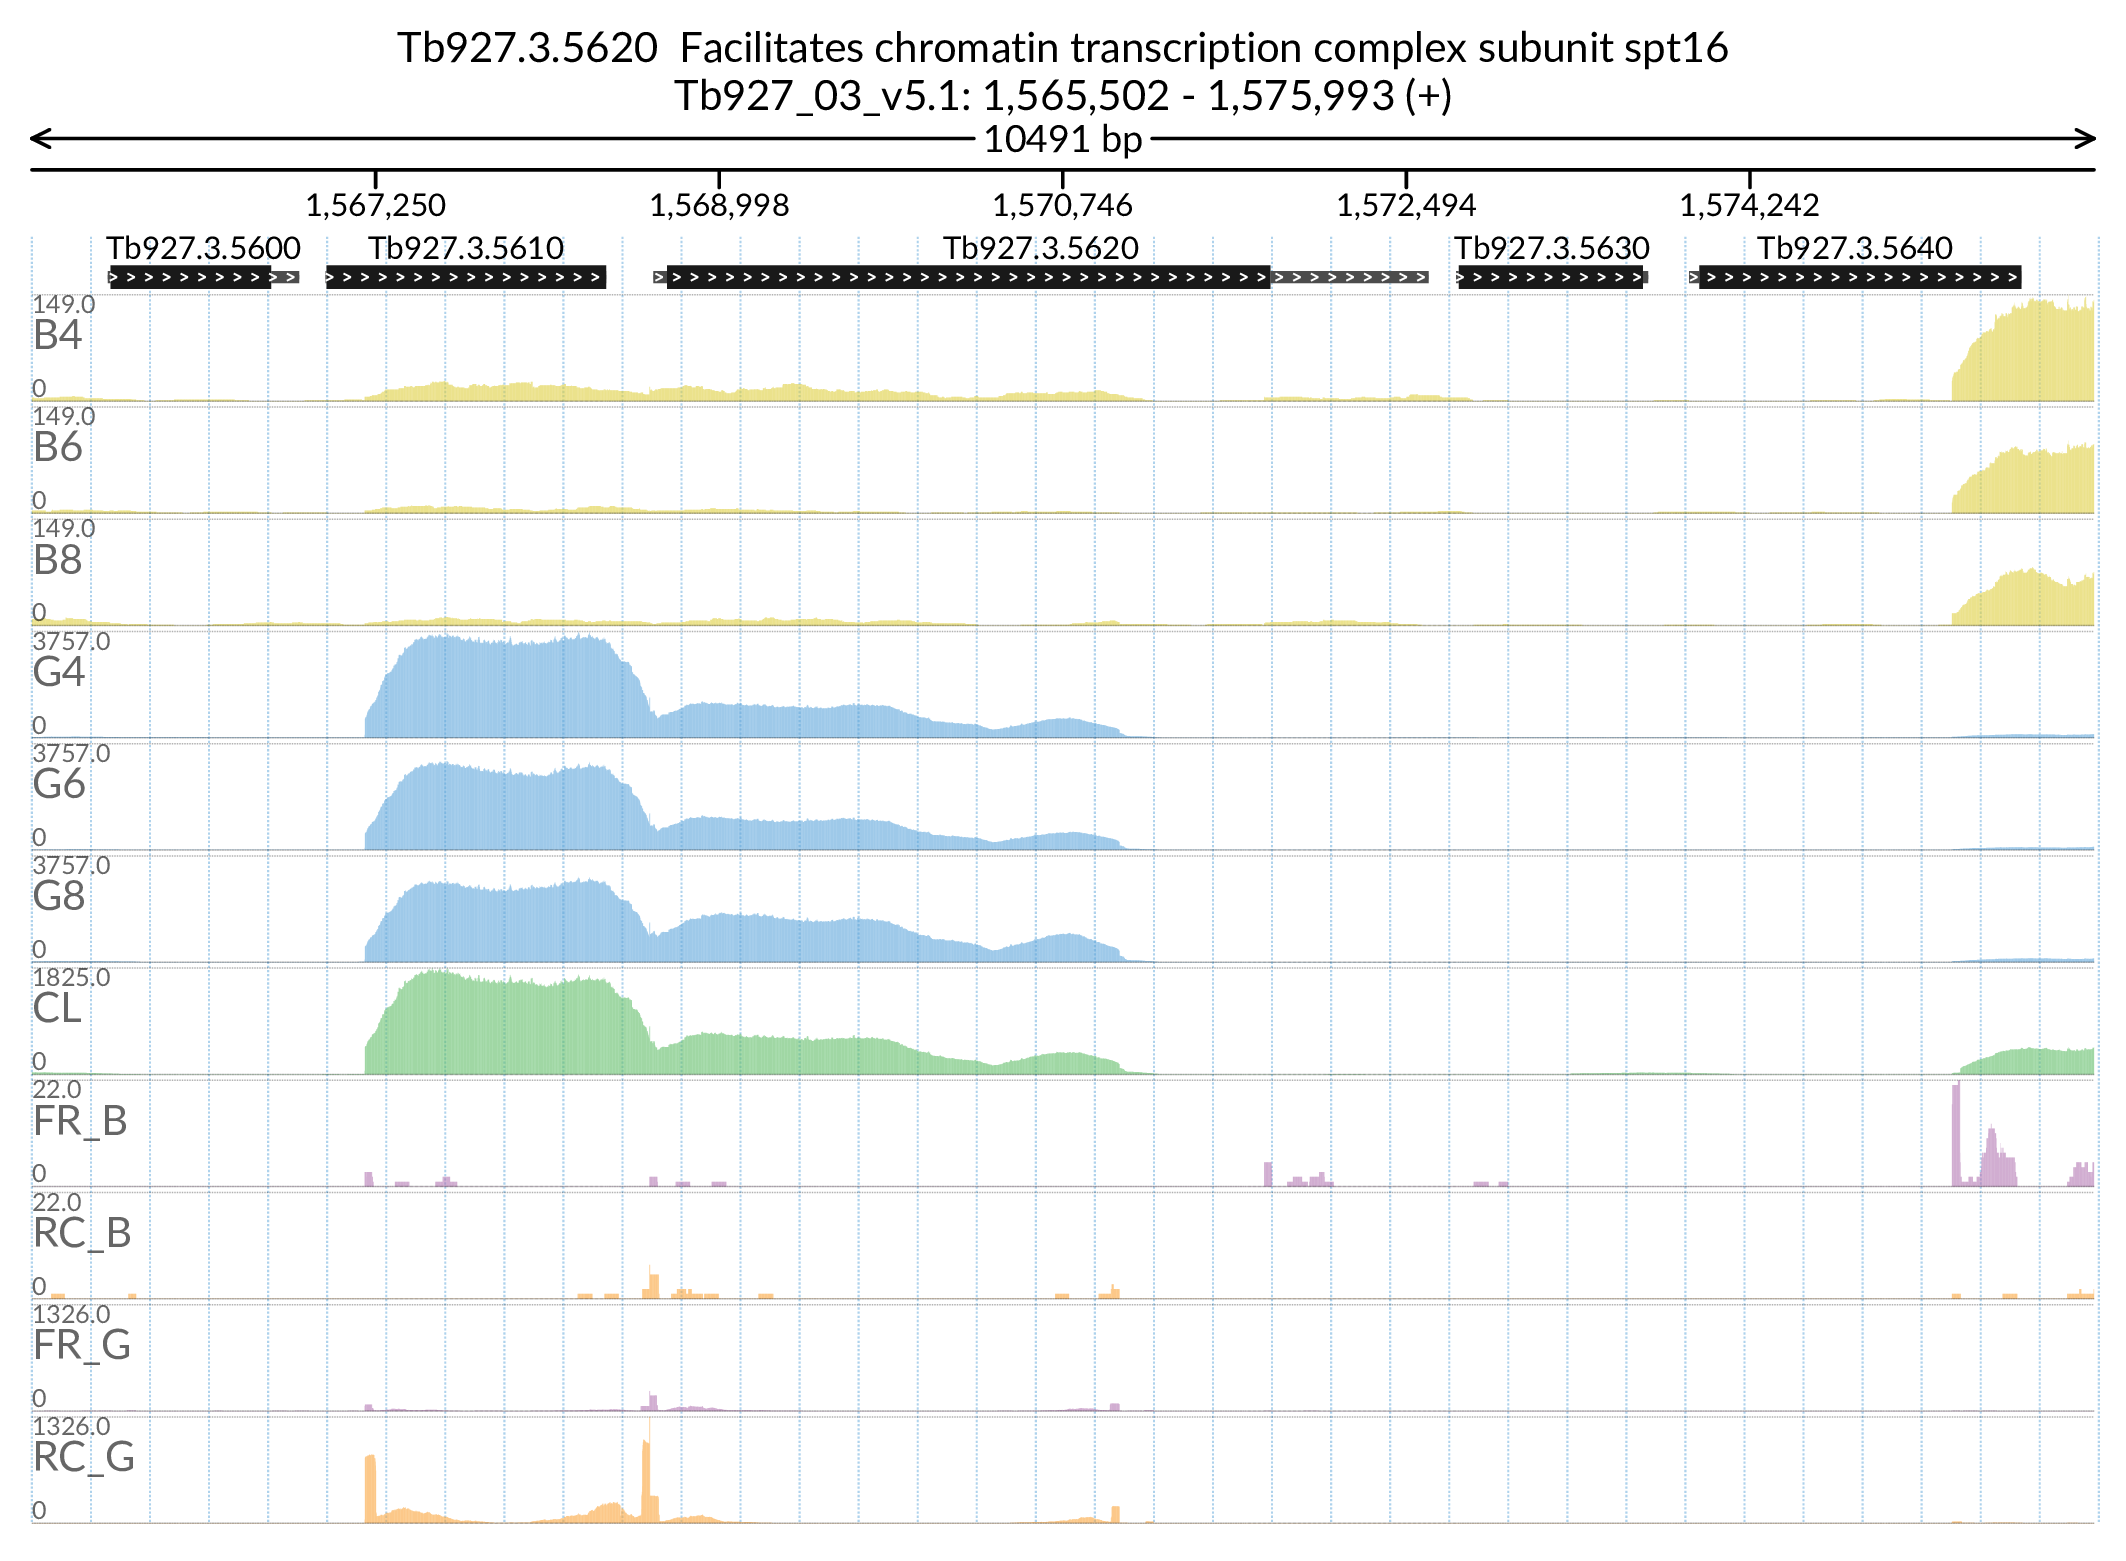 Tb927.3.5620 Facilitates chromatin transcription complex subunit spt16
Tb927_03_v5.1: 1,565,502 - 1,575,993 (+)
10491 bp
1,567,250 1,568,998 1,570,746 1,572,494 1,574,242
Tb927.3.5600 Tb927.3.5610 Tb927.3.5620 Tb927.3.5630 Tb927.3.5640
149.0
B4
0
149.0
B6
0
149.0
B8
0
3757.0
G4
0
3757.0
G6
0
3757.0
G8
0
1825.0
CL
0
22.0
FR_B
0
22.0
RC_B
0
1326.0
FR_G
0
1326.0
RC_G
0